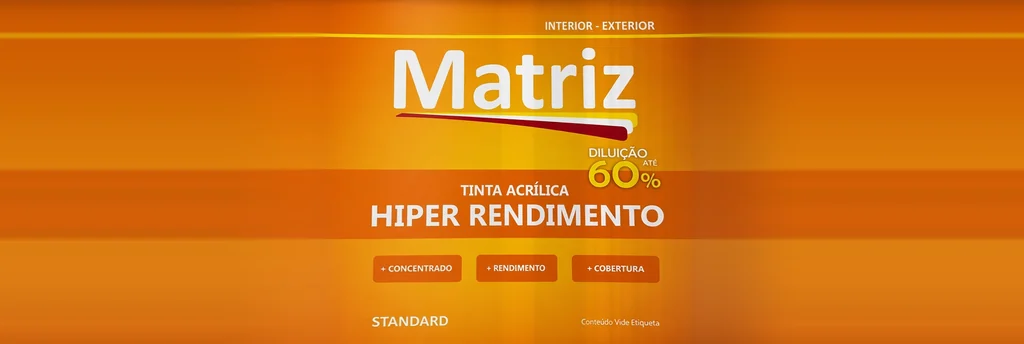 INTERIOR - EXTERIOR
Matriz
DILUIÇÃO
ATÉ
60%
TINTA ACRÍLICA
HIPER RENDIMENTO
+ CONCENTRADO + RENDIMENTO + COBERTURA
STANDARD Conteúdo Vide Etiqueta